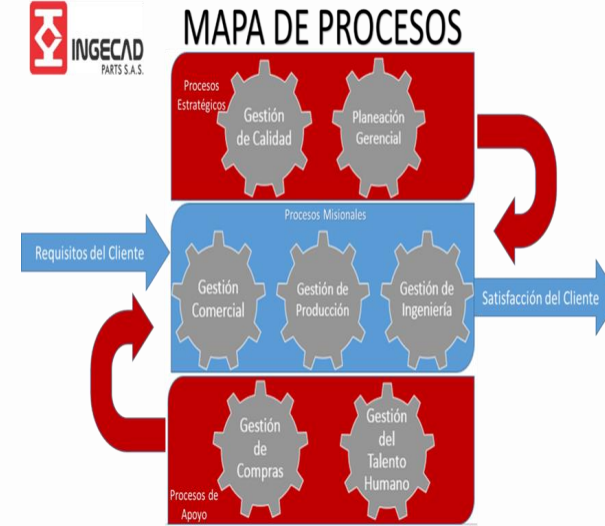 INGECAD
PARTS S.A.S.
MAPA DE PROCESOS
Procesos
Estratégicos
Gestión
de Calidad
Planeación
Gerencial
Procesos Misionales
Requisitos del Cliente
Gestión
Comercial
Gestión de
Producción
Gestión de
Ingeniería
Satisfacción del Cliente
Gestión
de
Compras
Gestión
del
Talento
Humano
Procesos de
Apoyo